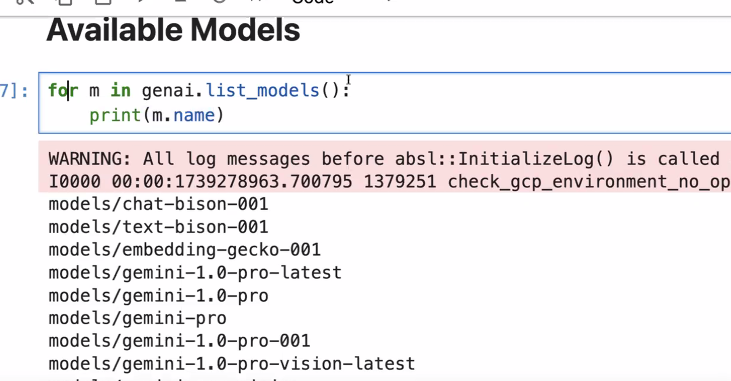 Code
Available Models
7]:
for m in genai.list_models():
print(m.name)
WARNING: All log messages before absl::InitializeLog() is called
I0000 00:00:1739278963.700795 1379251 check_gcp_environment_no_op
models/chat-bison-001
models/text-bison-001
models/embedding-gecko-001
models/gemini-1.0-pro-latest
models/gemini-1.0-pro
models/gemini-pro
models/gemini-1.0-pro-001
models/gemini-1.0-pro-vision-latest